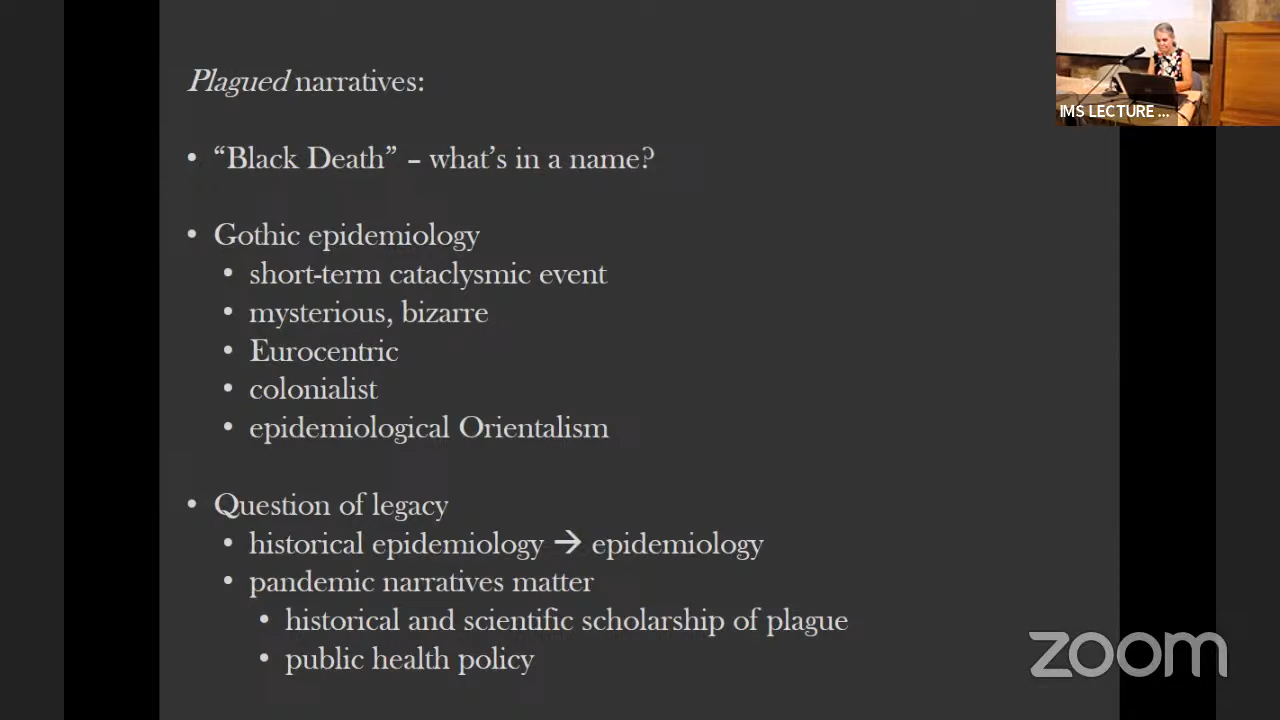 Plagued narratives:
• “Black Death” – what’s in a name?
• Gothic epidemiology
• short-term cataclysmic event
• mysterious, bizarre
• Eurocentric
• colonialist
• epidemiological Orientalism
• Question of legacy
• historical epidemiology → epidemiology
• pandemic narratives matter
• historical and scientific scholarship of plague
• public health policy
IMS LECTURE ...
zoom